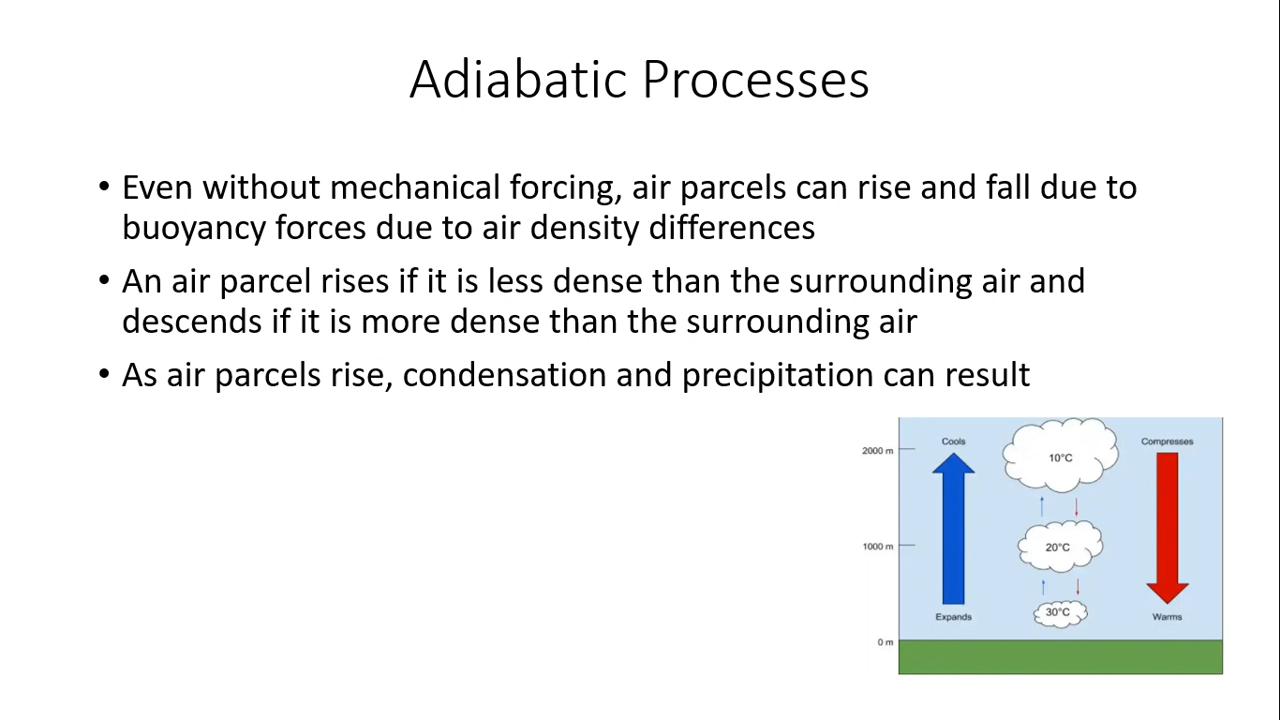 Adiabatic Processes
• Even without mechanical forcing, air parcels can rise and fall due to
buoyancy forces due to air density differences
• An air parcel rises if it is less dense than the surrounding air and
descends if it is more dense than the surrounding air
• As air parcels rise, condensation and precipitation can result
Cools
Compresses
2000 m
10°C
1000 m
20°C
30°C
Expands
Warms
0 m